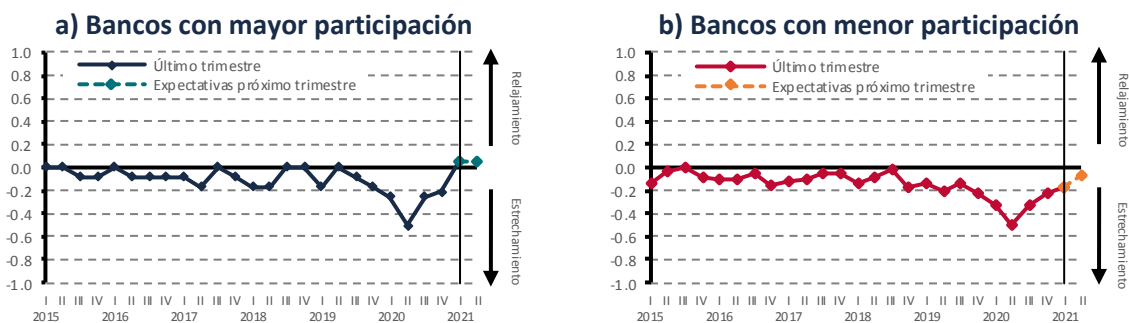 a) Bancos con mayor participación
1.0
0.8
0.6
0.4
0.2
0.0
-0.2
-0.4
-0.6
-0.8
-1.0
Último trimestre
Expectativas próximo trimestre
Relajamiento
Estrechamiento
I II III IV I II III IV I II III IV I II III IV I II III IV I II III IV I II
2015 2016 2017 2018 2019 2020 2021
b) Bancos con menor participación
1.0
0.8
0.6
0.4
0.2
0.0
-0.2
-0.4
-0.6
-0.8
-1.0
Último trimestre
Expectativas próximo trimestre
Relajamiento
Estrechamiento
I II III IV I II III IV I II III IV I II III IV I II III IV I II III IV I II
2015 2016 2017 2018 2019 2020 2021